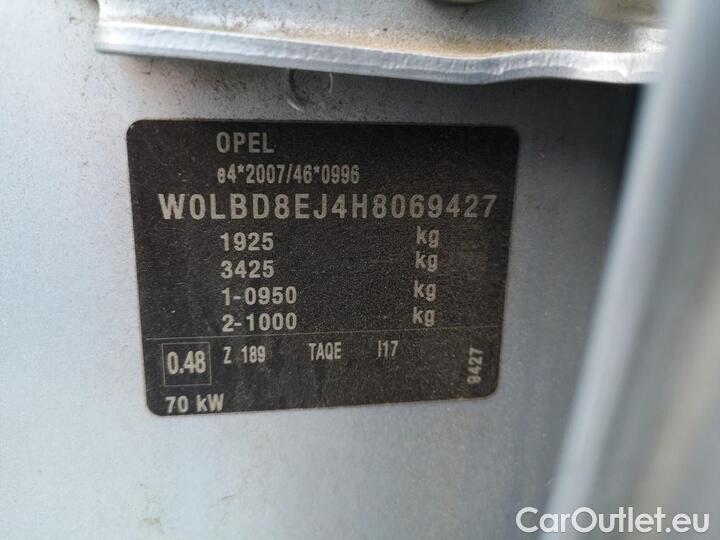 OPEL
e4*2007/46*0996
W0LBD8EJ4H8069427
1925 kg
3425 kg
1-0950 kg
2-1000 kg
0.48 Z 189 TAQE I17
70 kW
9427
CarOutlet.eu